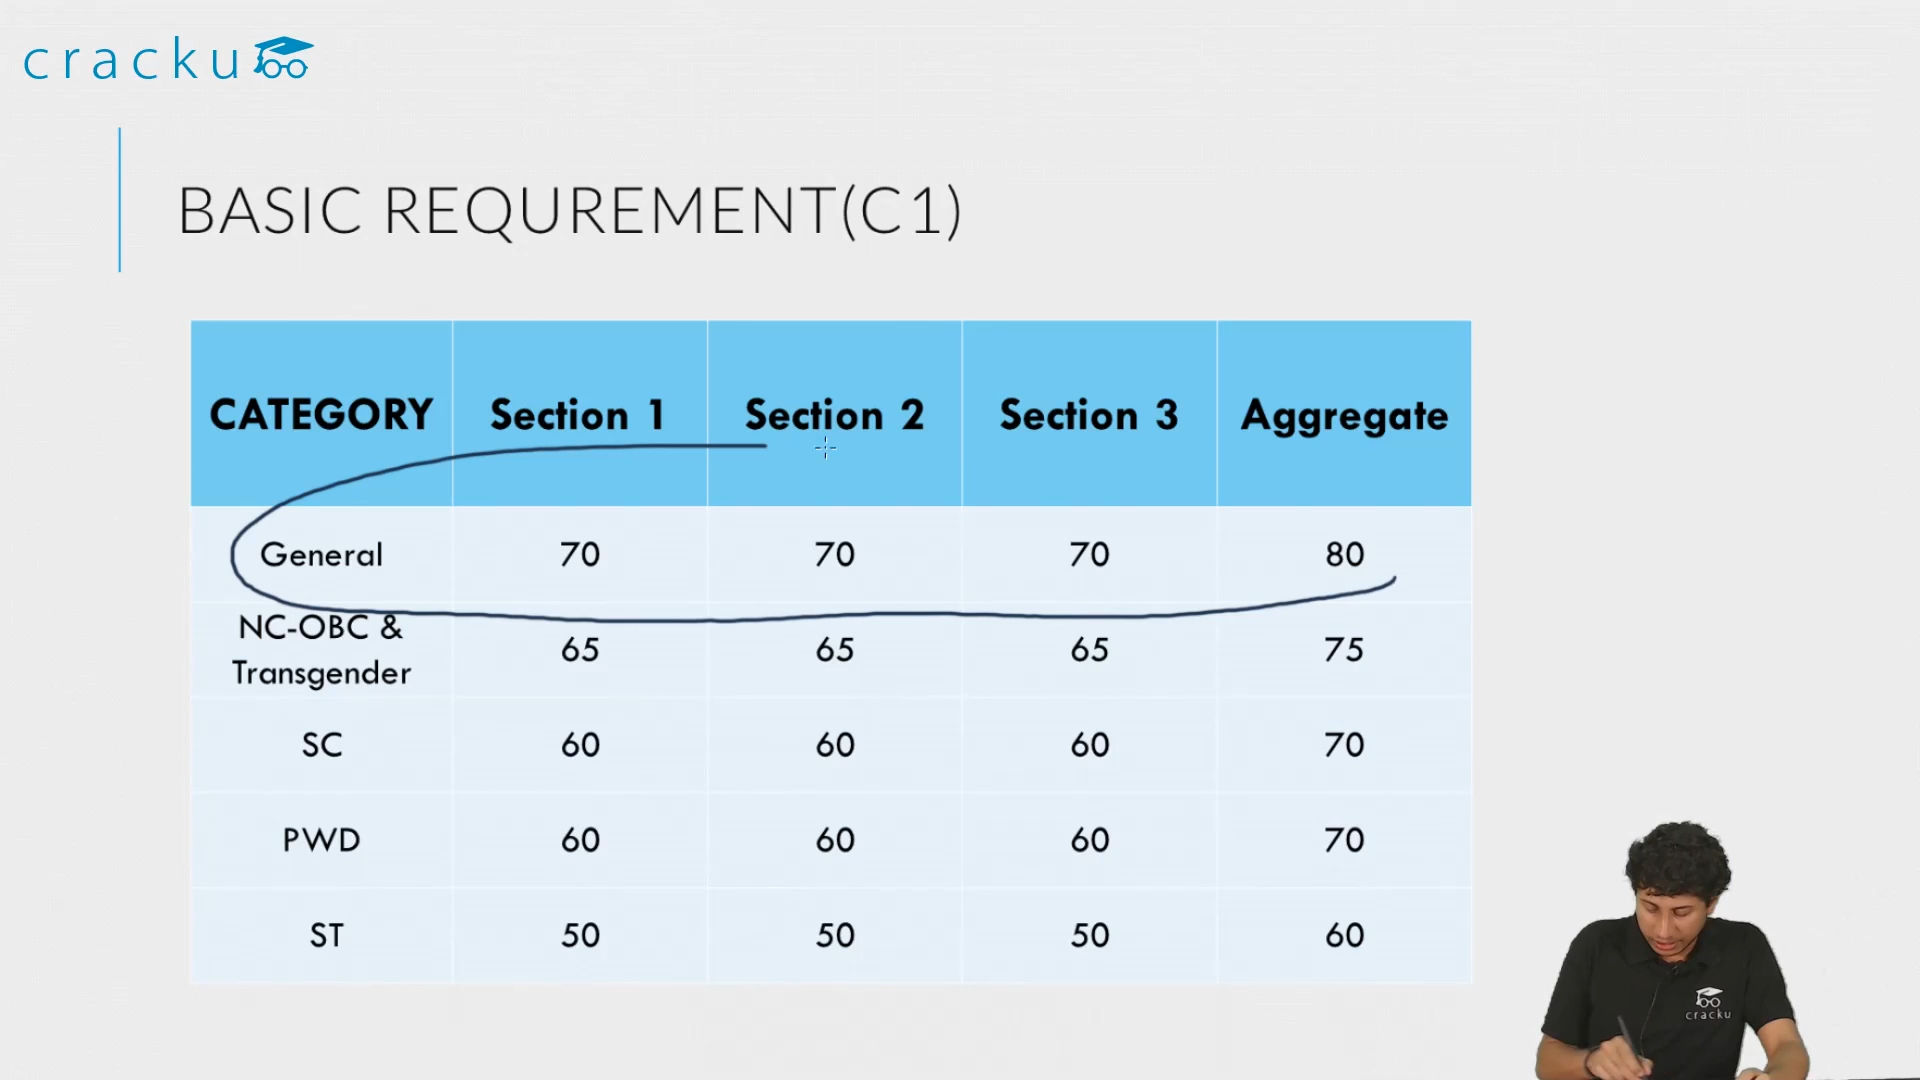 cracku
BASIC REQUREMENT(C1)
CATEGORY Section 1 Section 2 Section 3 Aggregate
General 70 70 70 80
NC-OBC &
Transgender 65 65 65 75
SC 60 60 60 70
PWD 60 60 60 70
ST 50 50 50 60
cracku